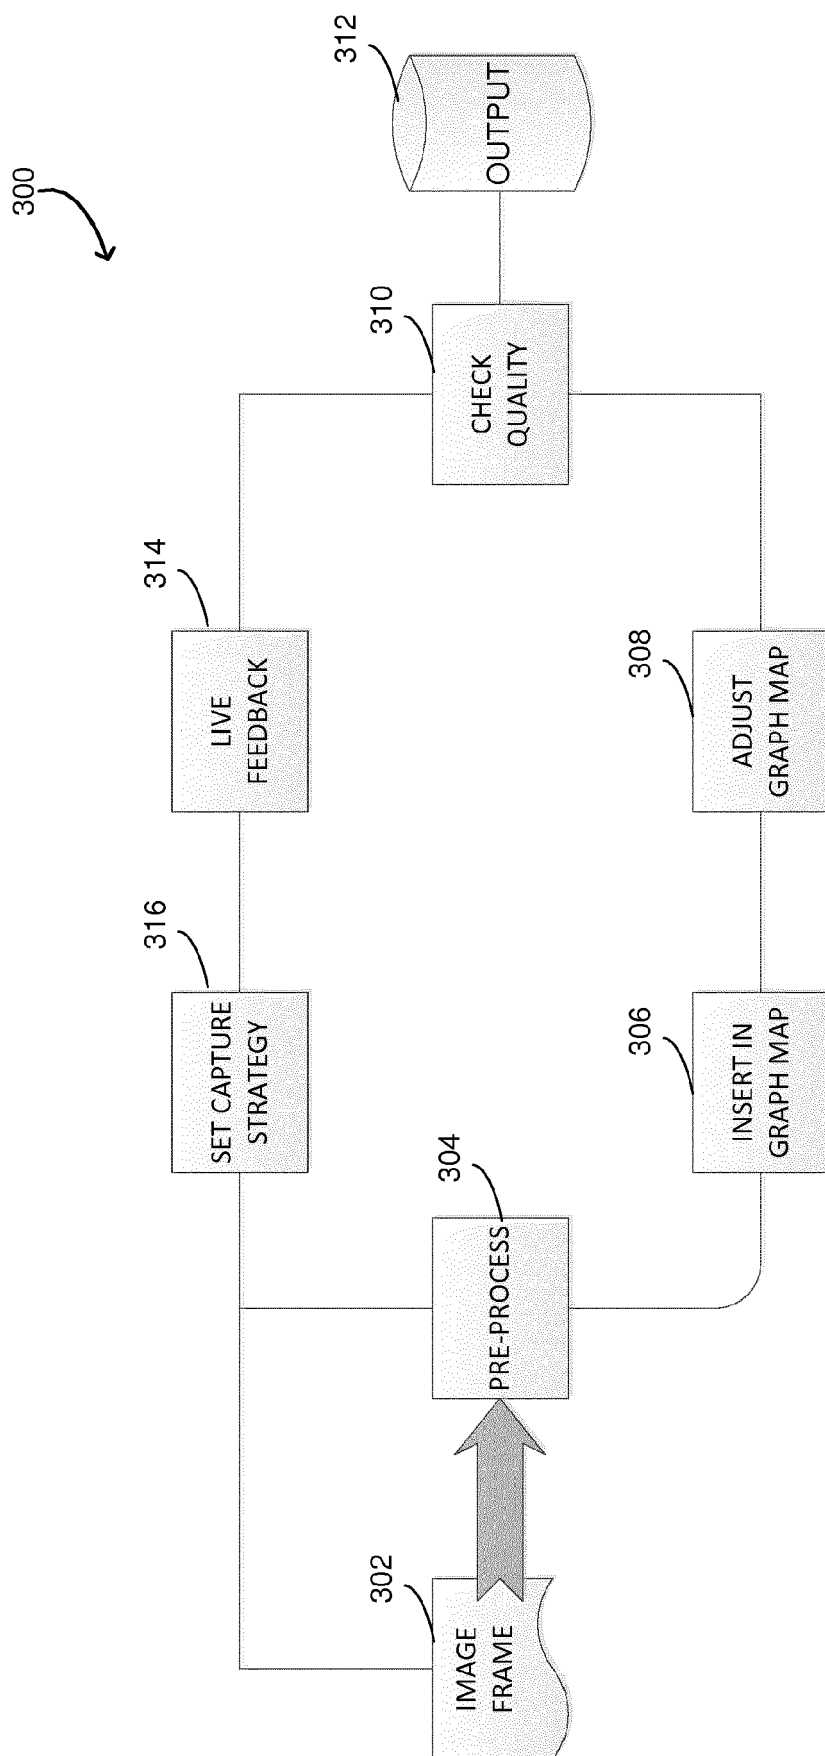 300
302
IMAGE
FRAME
304
PRE-PROCESS
306
INSERT IN
GRAPH MAP
308
ADJUST
GRAPH MAP
310
CHECK
QUALITY
312
OUTPUT
314
LIVE
FEEDBACK
316
SET CAPTURE
STRATEGY